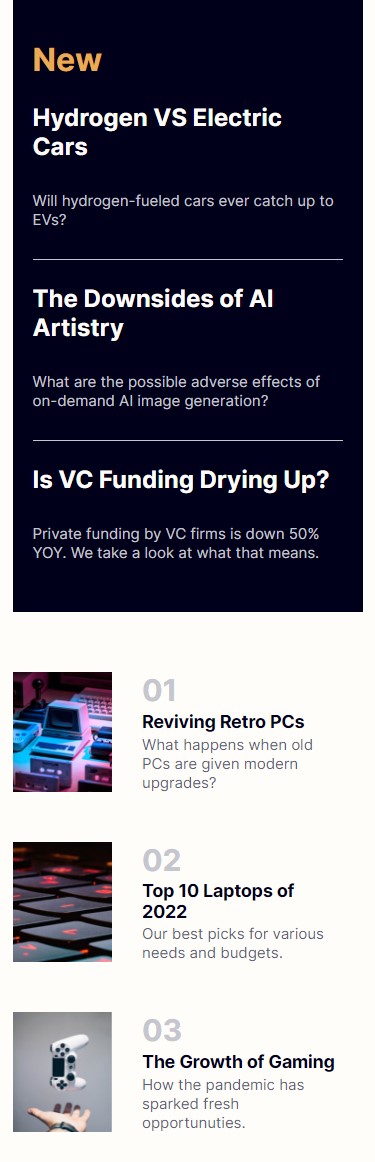 New
Hydrogen VS Electric
Cars
Will hydrogen-fueled cars ever catch up to
EVs?
The Downsides of AI
Artistry
What are the possible adverse effects of
on-demand AI image generation?
Is VC Funding Drying Up?
Private funding by VC firms is down 50%
YOY. We take a look at what that means.
01
Reviving Retro PCs
What happens when old
PCs are given modern
upgrades?
02
Top 10 Laptops of
2022
Our best picks for various
needs and budgets.
03
The Growth of Gaming
How the pandemic has
sparked fresh
opportunuties.